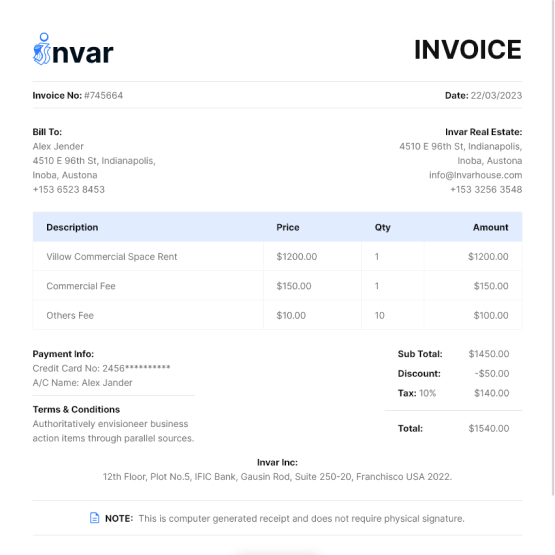 invar
INVOICE
Invoice No: #745664
Date: 22/03/2023
Bill To:
Alex Jender
4510 E 96th St, Indianapolis,
Inoba, Austona
+153 6523 8453
Invar Real Estate:
4510 E 96th St, Indianapolis,
Inoba, Austona
info@Invarhouse.com
+153 3256 3548
Description Price Qty Amount
Villow Commercial Space Rent $1200.00 1 $1200.00
Commercial Fee $150.00 1 $150.00
Others Fee $10.00 10 $100.00
Payment Info:
Credit Card No: 2456**********
A/C Name: Alex Jander
Sub Total: $1450.00
Discount: -$50.00
Tax: 10% $140.00
Total: $1540.00
Terms & Conditions
Authoritatively envisioneer business
action items through parallel sources.
Invar Inc:
12th Floor, Plot No.5, IFIC Bank, Gausin Rod, Suite 250-20, Franchisco USA 2022.
NOTE: This is computer generated receipt and does not require physical signature.